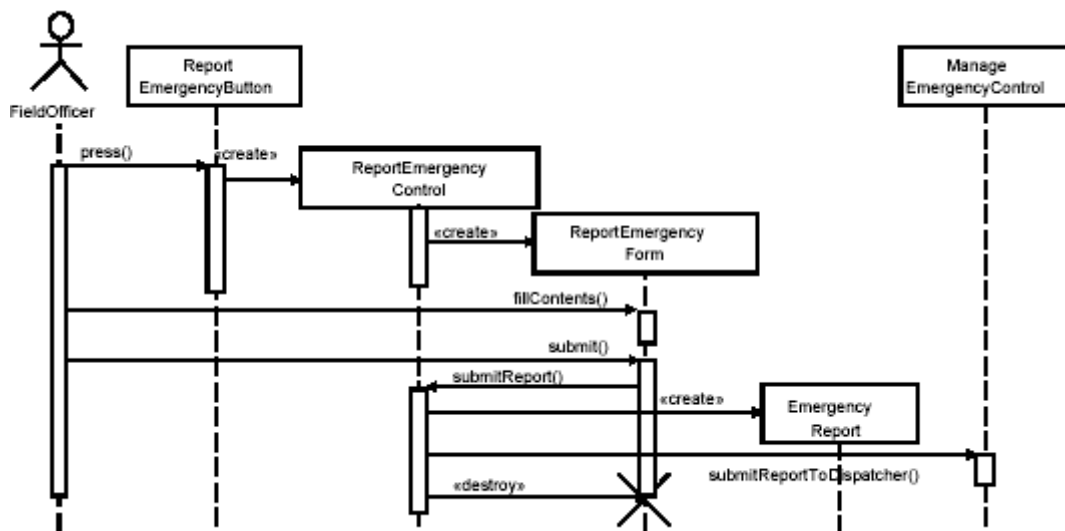 Report
EmergencyButton
Manage
EmergencyControl
FieldOfficer
press()
«create»
ReportEmergency
Control
«create»
ReportEmergency
Form
fillContents()
submit()
submitReport()
«create»
Emergency
Report
submitReportToDispatcher()
«destroy»